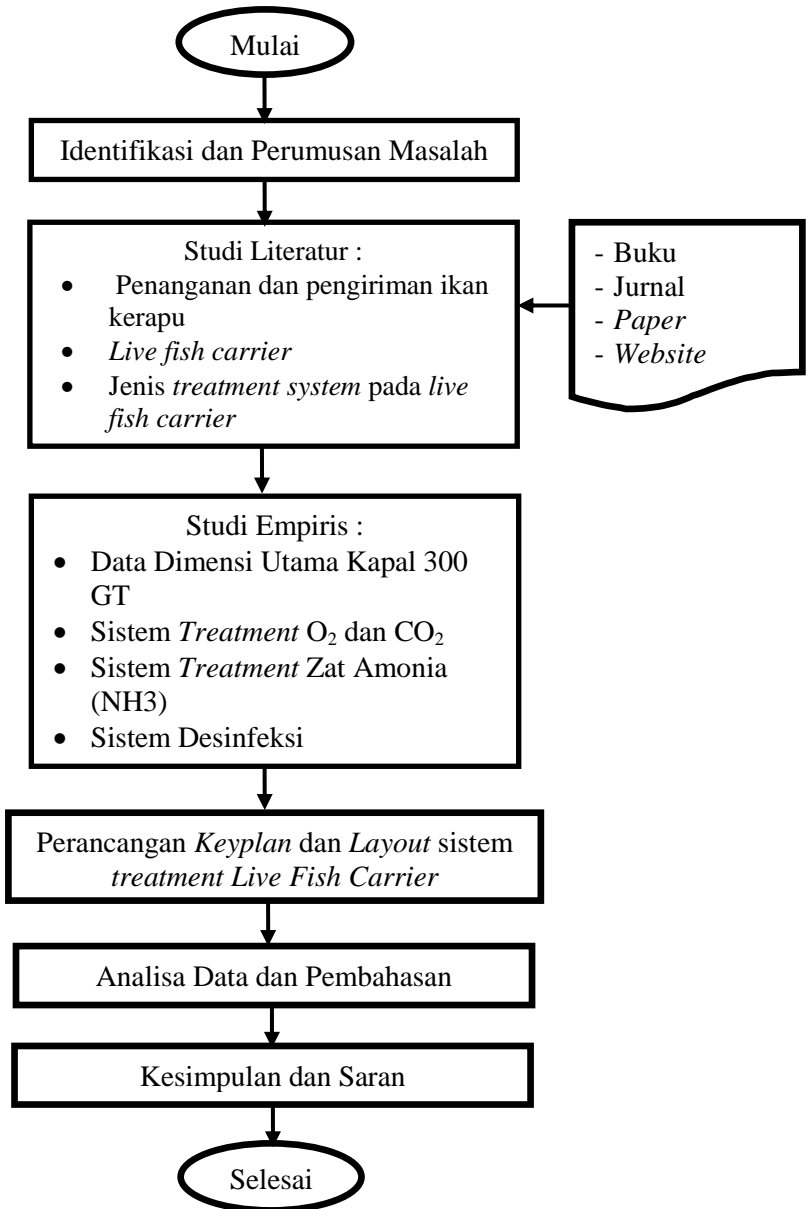 Mulai
Identifikasi dan Perumusan Masalah
Studi Literatur :
• Penanganan dan pengiriman ikan
kerapu
• Live fish carrier
• Jenis treatment system pada live
fish carrier
- Buku
- Jurnal
- Paper
- Website
Studi Empiris :
• Data Dimensi Utama Kapal 300
GT
• Sistem Treatment O₂ dan CO₂
• Sistem Treatment Zat Amonia
(NH3)
• Sistem Desinfeksi
Perancangan Keyplan dan Layout sistem
treatment Live Fish Carrier
Analisa Data dan Pembahasan
Kesimpulan dan Saran
Selesai